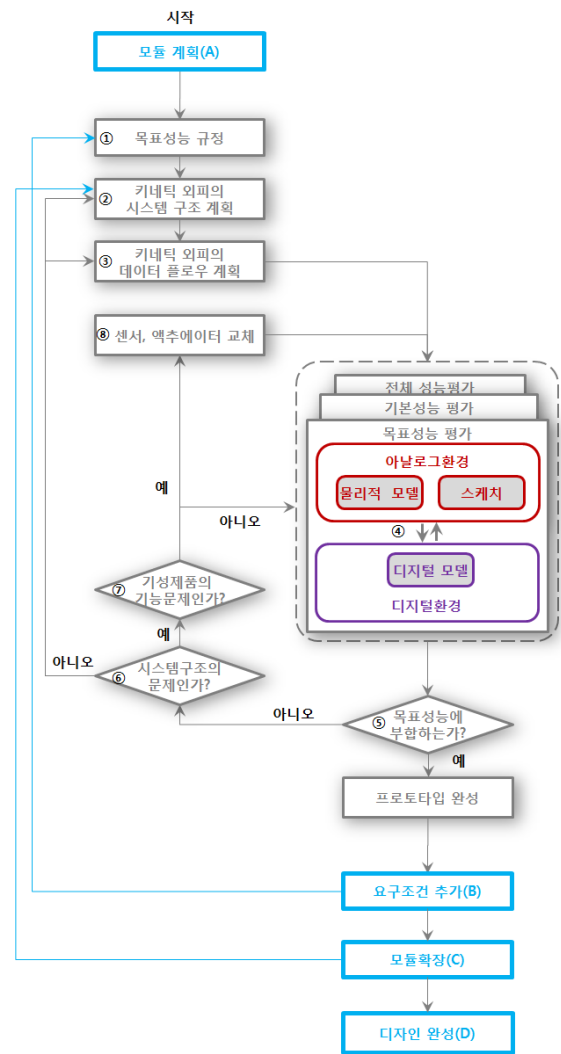 시작
모듈 계획(A)
① 목표성능 규정
키네틱 외피의
② 시스템 구조 계획
③ 키네틱 외피의
데이터 플로우 계획
⑧ 센서, 액추에이터 교체
전체 성능평가
기본성능 평가
목표성능 평가
아날로그환경
물리적 모델
스케치
④
디지털 모델
디지털환경
예
아니오
⑦ 기성제품의
기능문제인가?
예
아니오
⑥ 시스템구조의
문제인가?
아니오
⑤ 목표성능에
부합하는가?
예
프로토타입 완성
요구조건 추가(B)
모듈확장(C)
디자인 완성(D)